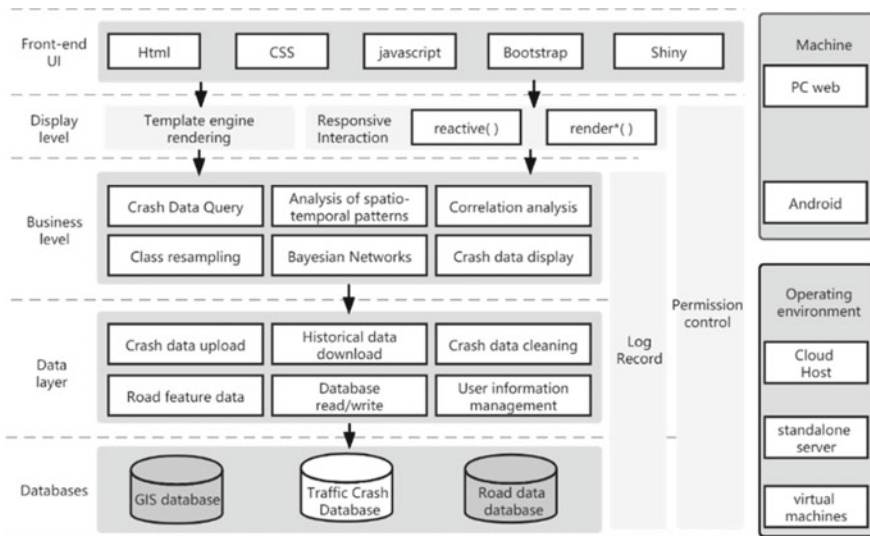 Front-end
UI
Html
CSS
javascript
Bootstrap
Shiny
Display
level
Template engine
rendering
Responsive
Interaction
reactive( )
render*( )
Business
level
Crash Data Query
Analysis of spatio-
temporal patterns
Correlation analysis
Class resampling
Bayesian Networks
Crash data display
Data
layer
Crash data upload
Historical data
download
Crash data cleaning
Road feature data
Database
read/write
User information
management
Databases
GIS database
Traffic Crash
Database
Road data
database
Log
Record
Permission
control
Machine
PC web
Android
Operating
environment
Cloud
Host
standalone
server
virtual
machines